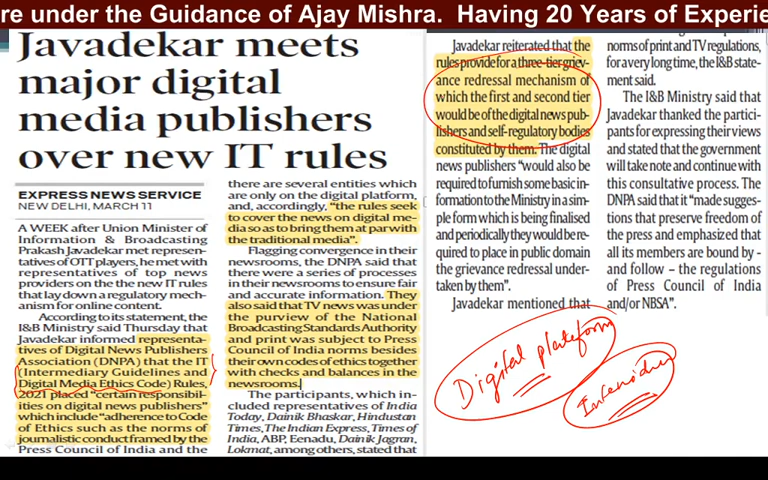 re under the Guidance of Ajay Mishra.  Having 20 Years of Experie
Javadekar meets
major digital
media publishers
over new IT rules
EXPRESS NEWS SERVICE
NEW DELHI, MARCH 11
A WEEK after Union Minister of
Information & Broadcasting
Prakash Javadekar met represen-
tatives of OTT players, he met with
representatives of top news
providers on the the new IT rules
that lay down a regulatory mech-
anism for online content.
According to its statement, the
I&B Ministry said Thursday that
Javadekar informed representa-
tives of Digital News Publishers
Association (DNPA) that the IT
(Intermediary Guidelines and
Digital Media Ethics Code) Rules,
2021 placed "certain responsibil-
ities on digital news publishers"
which include "adherence to Code
of Ethics such as the norms of
journalistic conduct framed by the
Press Council of India and the
there are several entities which
are only on the digital platform,
and, accordingly, "the rules seek
to cover the news on digital me-
dia so as to bring them at par with
the traditional media".
Flagging convergence in their
newsrooms, the DNPA said that
there were a series of processes
in their newsrooms to ensure fair
and accurate information. They
also said that TV news was under
the purview of the National
Broadcasting Standards Authority
and print was subject to Press
Council of India norms besides
their own codes of ethics together
with checks and balances in the
newsrooms.
The participants, which in-
cluded representatives of India
Today, Dainik Bhaskar, Hindustan
Times, The Indian Express, Times of
India, ABP, Eenadu, Dainik Jagran,
Lokmat, among others, stated that
Javadekar reiterated that the
rules provide for a three-tier griev-
ance redressal mechanism of
which the first and second tier
would be of the digital news pub-
lishers and self-regulatory bodies
constituted by them. The digital
news publishers "would also be
required to furnish some basic in-
formation to the Ministry in a sim-
ple form which is being finalised
and periodically they would be re-
quired to place in public domain
the grievance redressal under-
taken by them".
Javadekar mentioned that
norms of print and TV regulations,
for a very long time, the I&B state-
ment said.
The I&B Ministry said that
Javadekar thanked the partici-
pants for expressing their views
and stated that the government
will take note and continue with
this consultative process. The
DNPA said that it "made sugges-
tions that preserve freedom of
the press and emphasized that
all its members are bound by -
and follow - the regulations
of Press Council of India
and/or NBSA".
Digital plateform